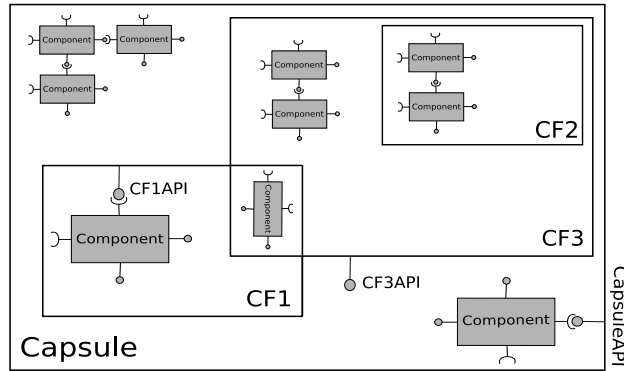 Component
Component
Component
Component
Component
Component
Component
CF2
CF1API
Component
Component
CF3
CF3API
CF1
Component
CapsuleAPI
Capsule